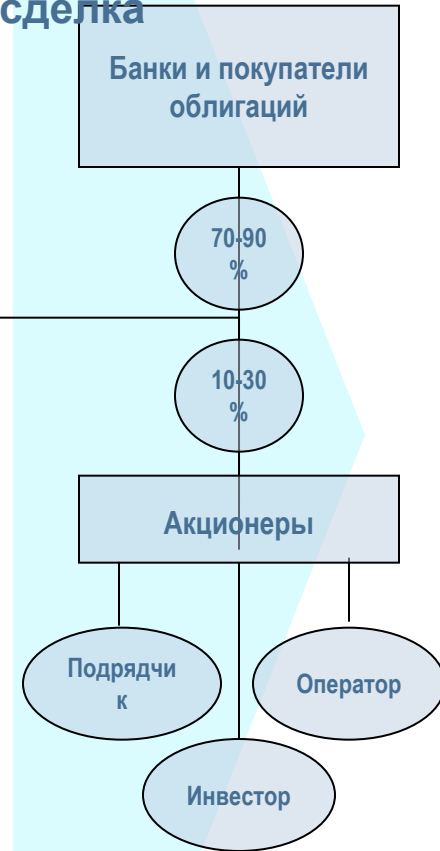 сделка
Банки и покупатели
облигаций
70-90
%
10-30
%
Акционеры
Подрядчи
к
Оператор
Инвестор